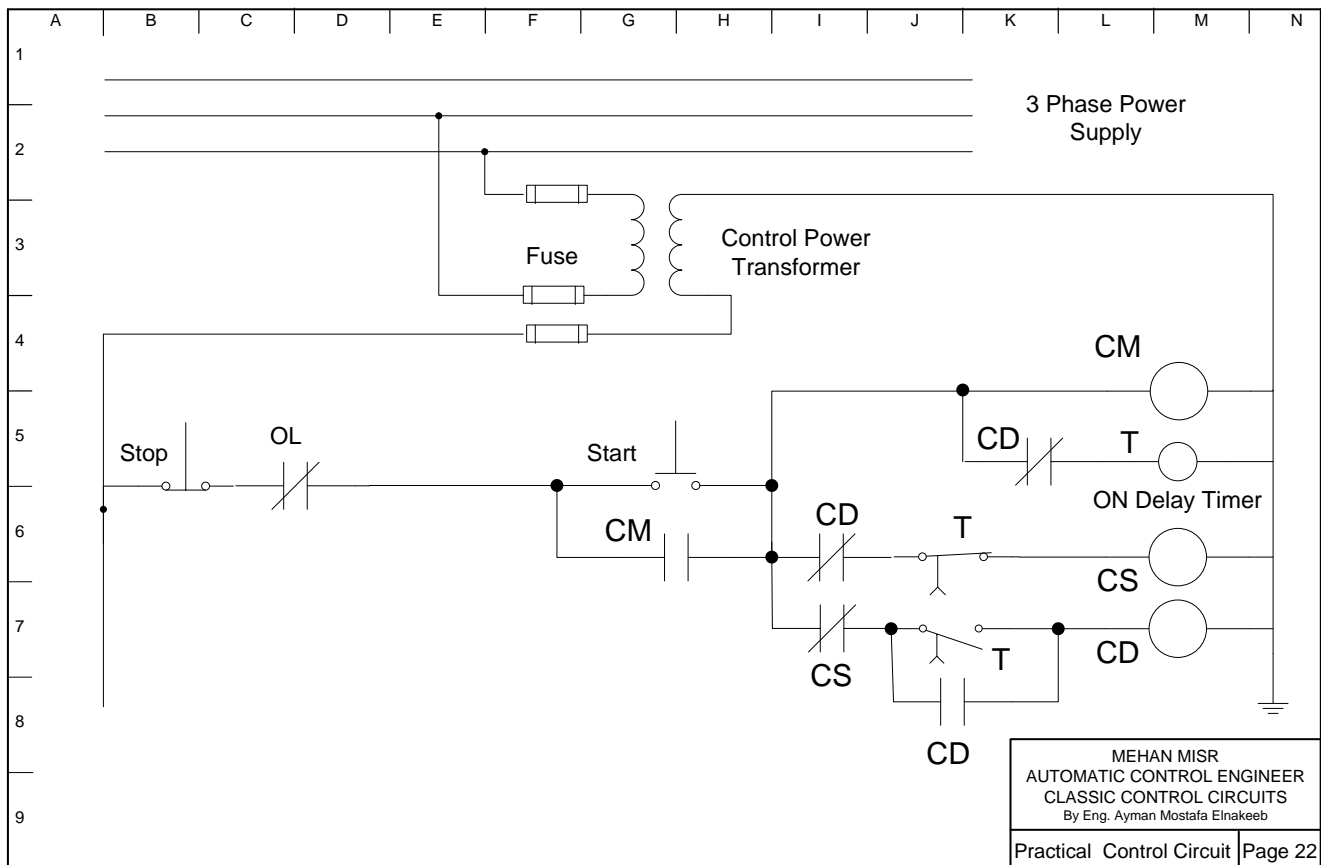 A B C D E F G H I J K L M N
1
3 Phase Power
Supply
2
3
Fuse
Control Power
Transformer
4
CM
5
Stop
OL
Start
CD
T
ON Delay Timer
6
CM
CD
T
CS
7
CS
T
CD
8
CD
9
MEHAN MISR
AUTOMATIC CONTROL ENGINEER
CLASSIC CONTROL CIRCUITS
By Eng. Ayman Mostafa Elnakeeb
Practical Control Circuit
Page 22